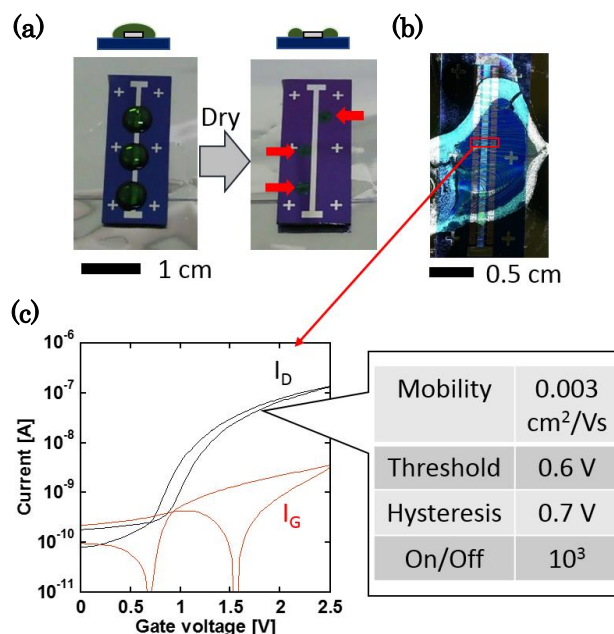 (a)
(b)
Dry
1 cm
0.5 cm
(c)
10⁻⁶
10⁻⁷
10⁻⁸
10⁻⁹
10⁻¹⁰
10⁻¹¹
Current [A]
I_D
I_G
0 0.5 1.0 1.5 2.0 2.5
Gate voltage [V]
Mobility 0.003
cm²/Vs
Threshold 0.6 V
Hysteresis 0.7 V
On/Off 10³